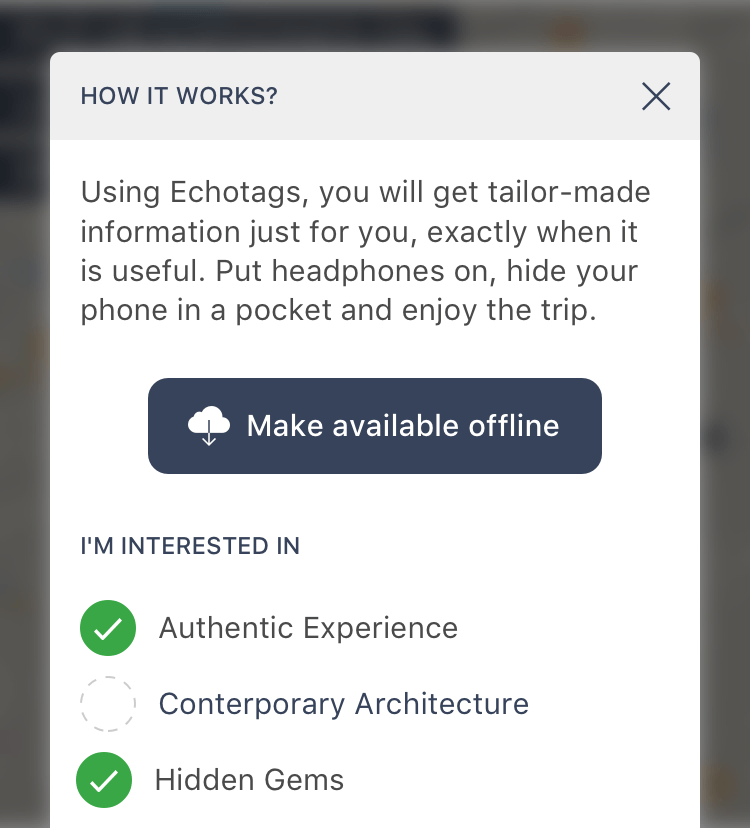 HOW IT WORKS?
Using Echotags, you will get tailor-made
information just for you, exactly when it
is useful. Put headphones on, hide your
phone in a pocket and enjoy the trip.
Make available offline
I'M INTERESTED IN
Authentic Experience
Conterporary Architecture
Hidden Gems